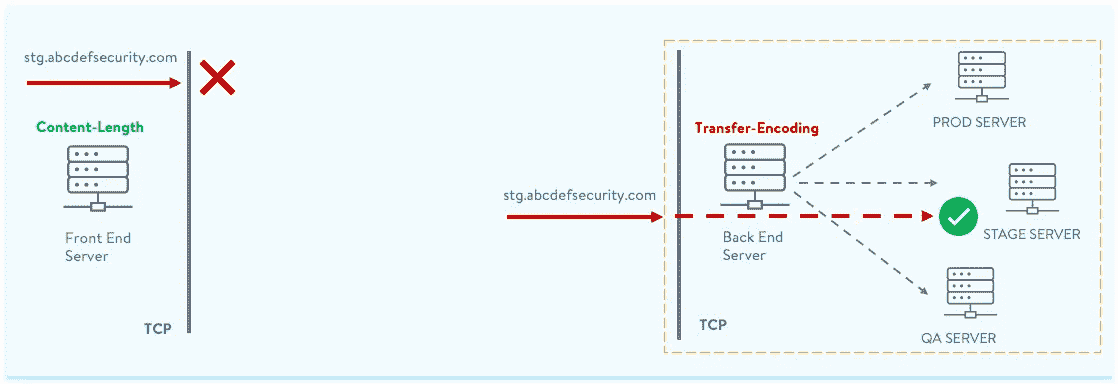 stg.abcdefsecurity.com
Content-Length
Front End
Server
TCP
stg.abcdefsecurity.com
Transfer-Encoding
Back End
Server
TCP
PROD SERVER
STAGE SERVER
QA SERVER